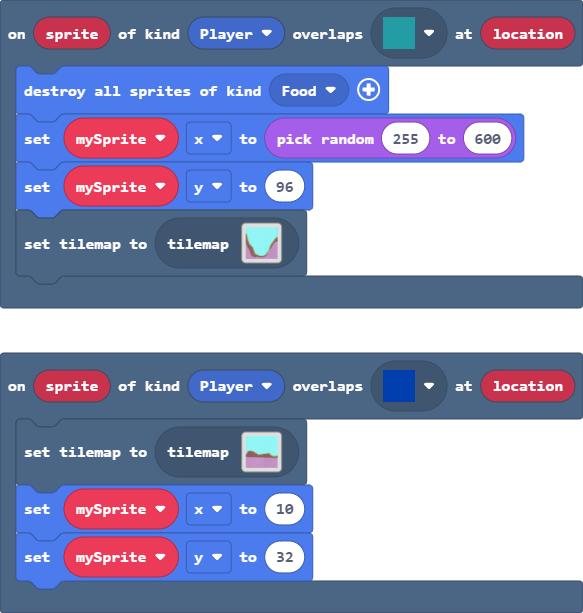 on sprite of kind Player overlaps at location
destroy all sprites of kind Food
set mySprite x to pick random 255 to 600
set mySprite y to 96
set tilemap to tilemap
on sprite of kind Player overlaps at location
set tilemap to tilemap
set mySprite x to 10
set mySprite y to 32